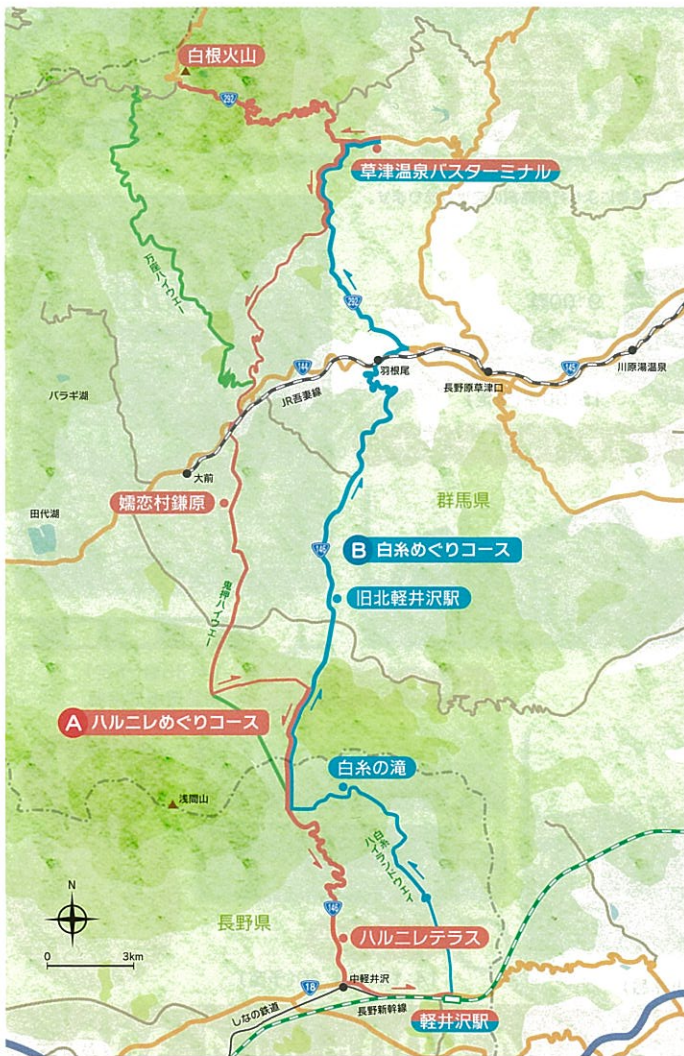 白根火山
292
草津温泉バスターミナル
万座ハイウェー
292
144
羽根尾
長野原草津口
145
川原湯温泉
JR吾妻線
バラギ湖
大前
田代湖
嬬恋村鎌原
群馬県
146
B 白糸めぐりコース
旧北軽井沢駅
鬼押ハイウェー
A ハルニレめぐりコース
白糸の滝
浅間山
白糸
ハイランドウェイ
N
0 3km
長野県
146
ハルニレテラス
中軽井沢
18
しなの鉄道
長野新幹線
軽井沢駅